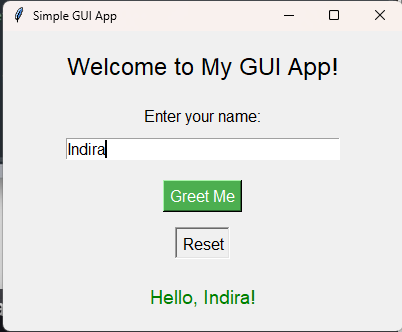 Simple GUI App
Welcome to My GUI App!
Enter your name:
Indira
Greet Me
Reset
Hello, Indira!